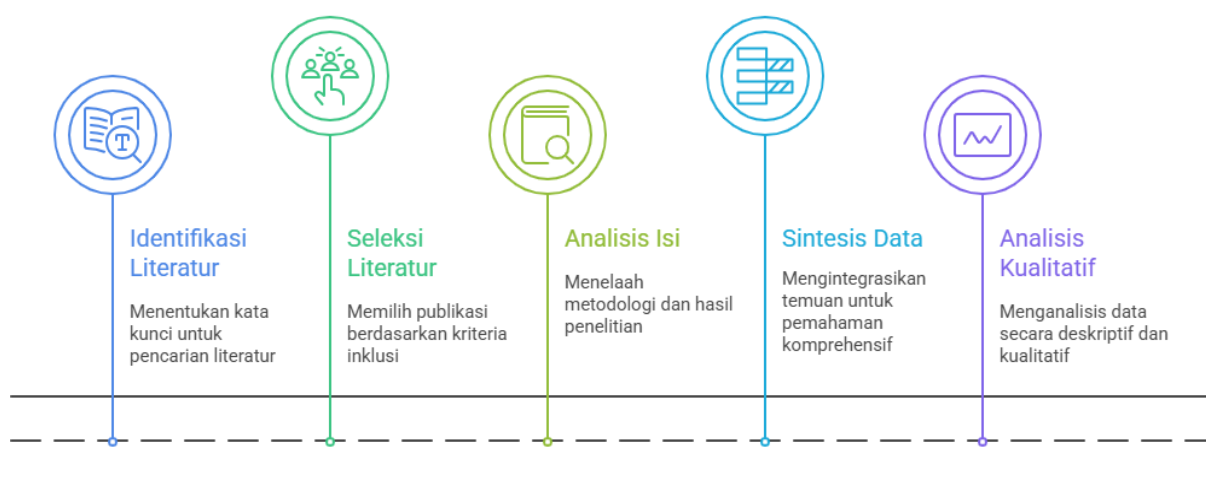 Identifikasi
Literatur
Menentukan kata
kunci untuk
pencarian literatur
Seleksi
Literatur
Memilih publikasi
berdasarkan kriteria
inklusi
Analisis Isi
Menelaah
metodologi dan hasil
penelitian
Sintesis Data
Mengintegrasikan
temuan untuk
pemahaman
komprehensif
Analisis
Kualitatif
Menganalisis data
secara deskriptif dan
kualitatif
T